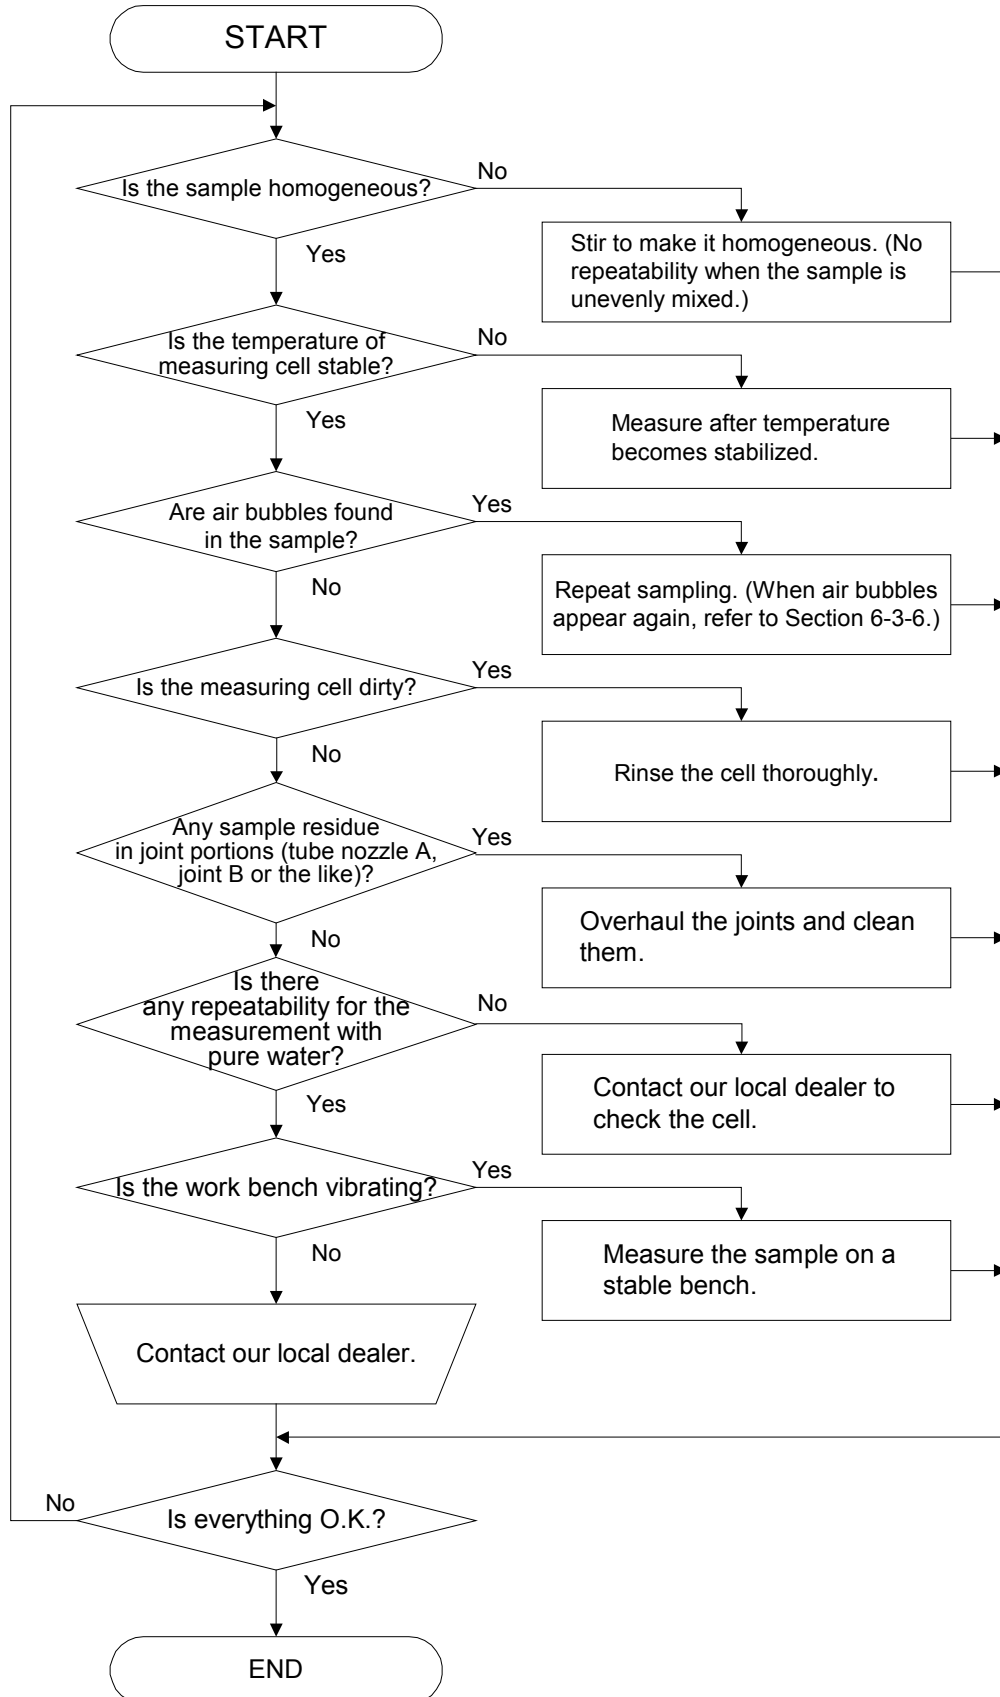 START
Is the sample homogeneous?
No
Yes
Stir to make it homogeneous. (No
repeatability when the sample is
unevenly mixed.)
Is the temperature of
measuring cell stable?
No
Yes
Measure after temperature
becomes stabilized.
Are air bubbles found
in the sample?
Yes
No
Repeat sampling. (When air bubbles
appear again, refer to Section 6-3-6.)
Is the measuring cell dirty?
Yes
No
Rinse the cell thoroughly.
Any sample residue
in joint portions (tube nozzle A,
joint B or the like)?
Yes
No
Overhaul the joints and clean
them.
Is there
any repeatability for the
measurement with
pure water?
No
Yes
Contact our local dealer to
check the cell.
Is the work bench vibrating?
Yes
No
Measure the sample on a
stable bench.
Contact our local dealer.
Is everything O.K.?
No
Yes
END